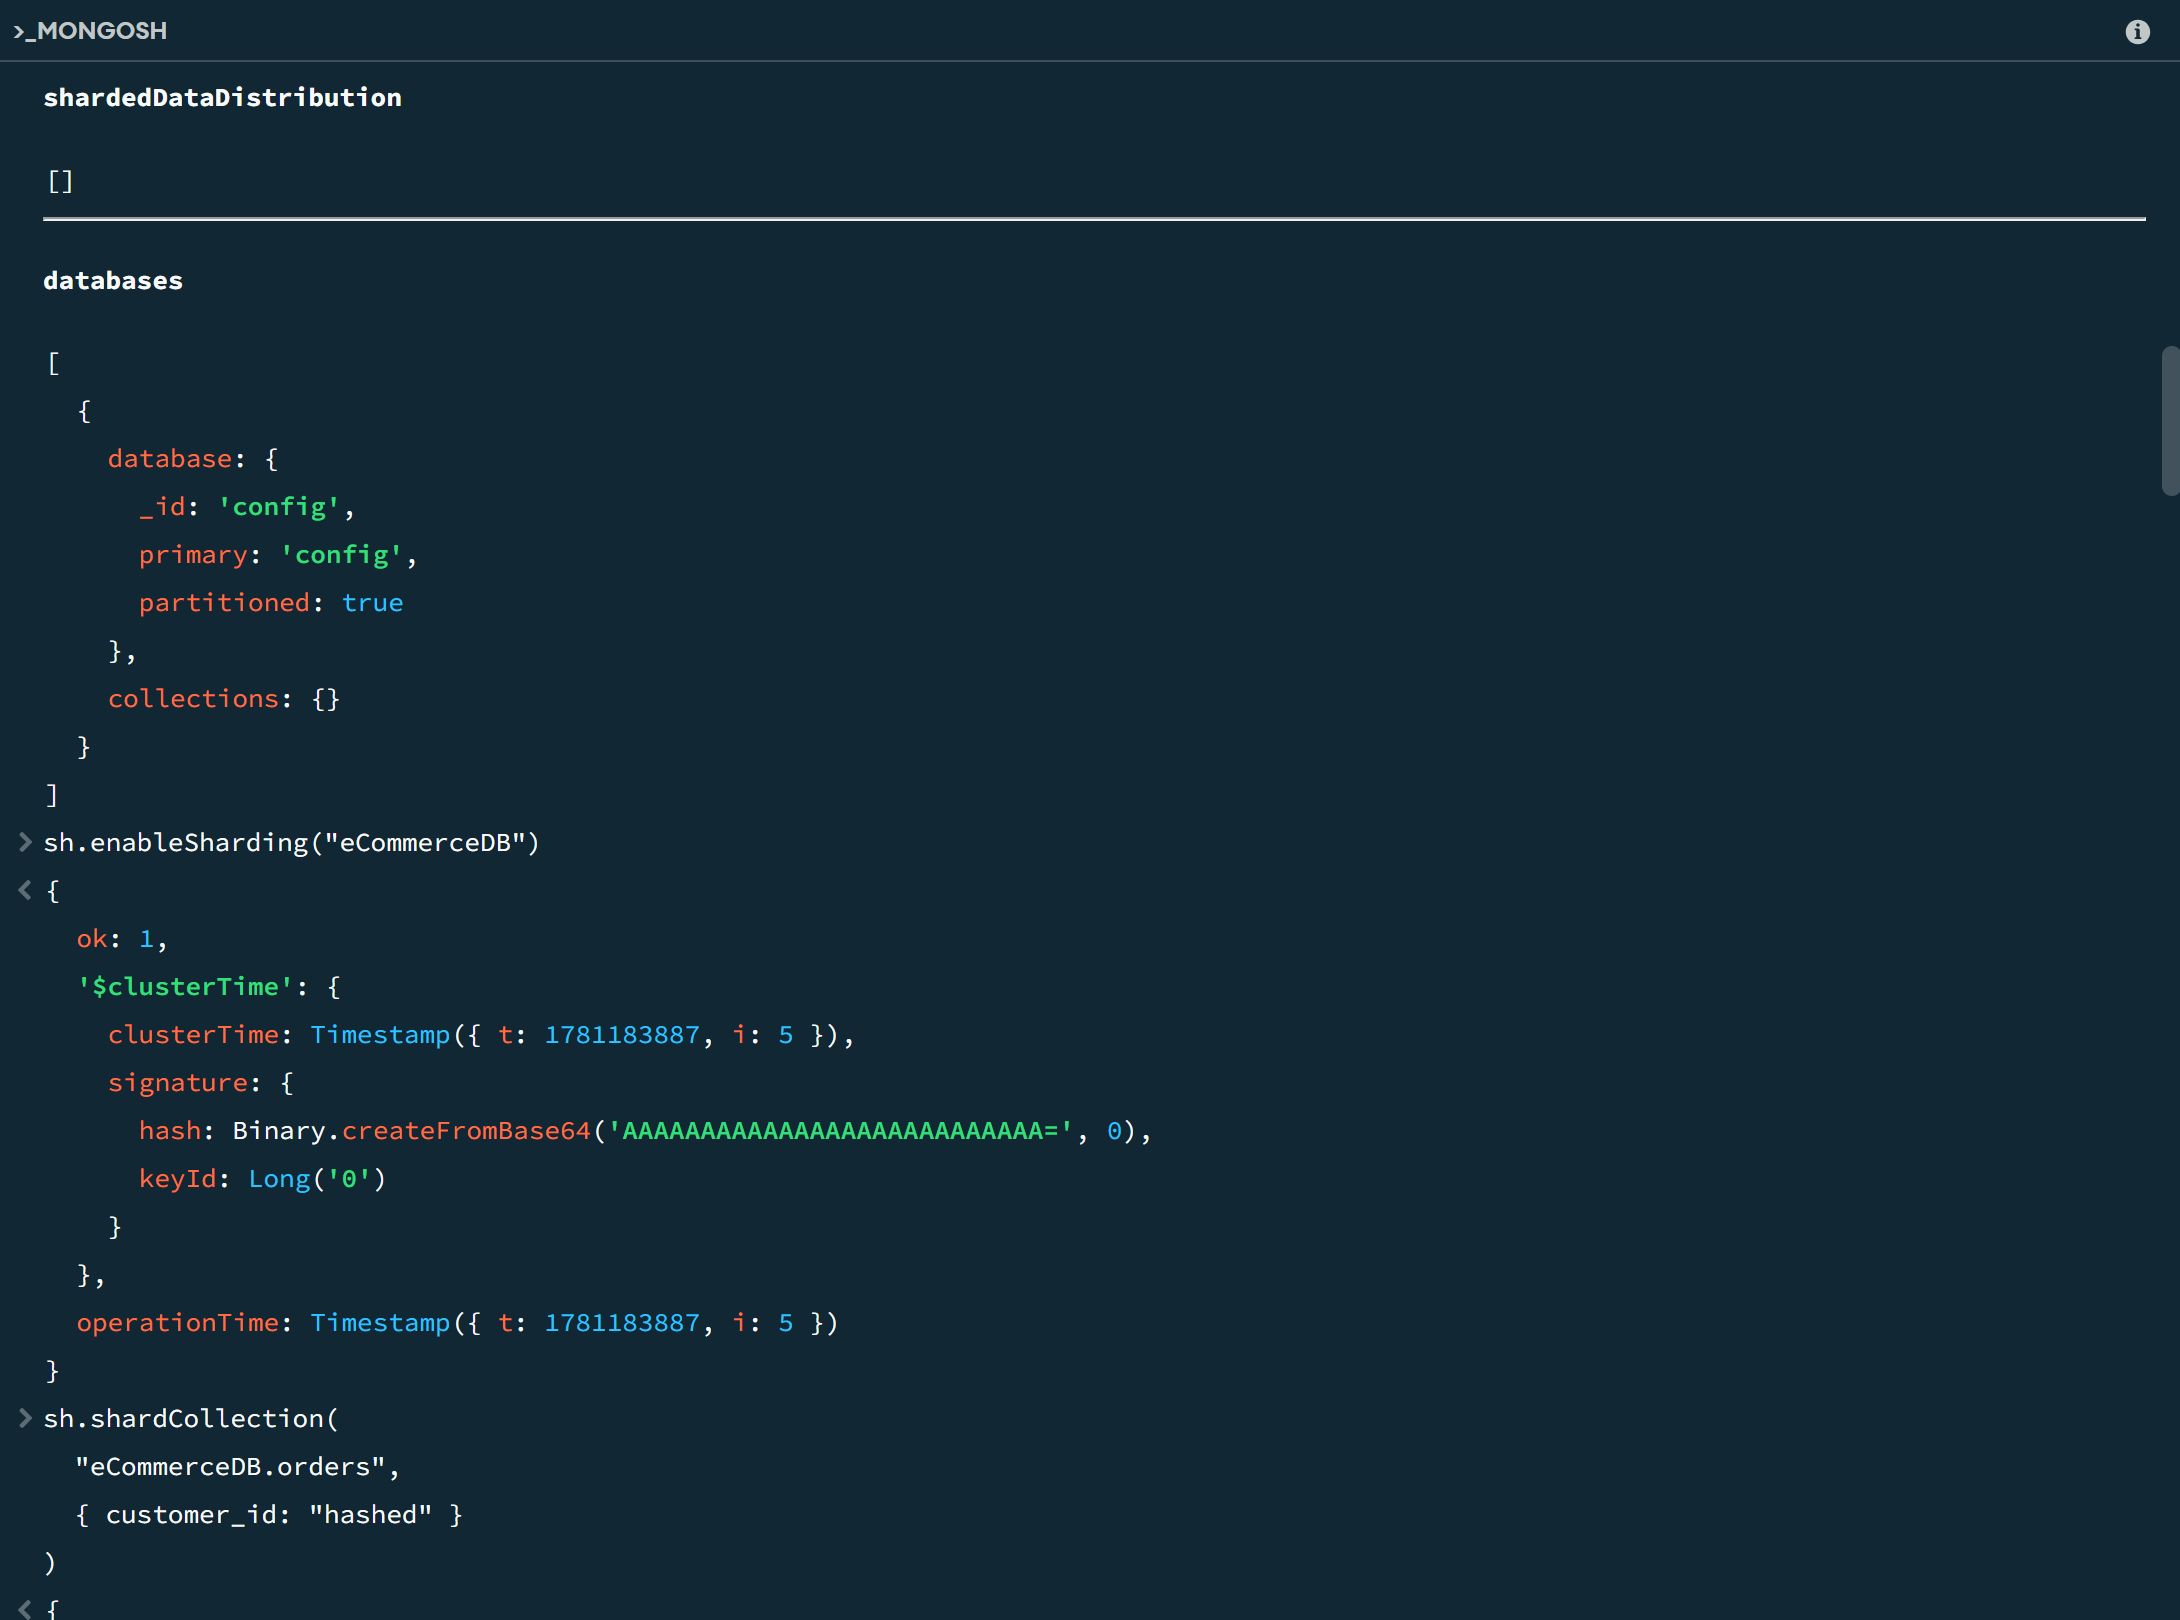 >_MONGOSH
shardedDataDistribution
[]
databases
[
  {
    database: {
      _id: 'config',
      primary: 'config',
      partitioned: true
    },
    collections: {}
  }
]
> sh.enableSharding("eCommerceDB")
< {
  ok: 1,
  '$clusterTime': {
    clusterTime: Timestamp({ t: 1781183887, i: 5 }),
    signature: {
      hash: Binary.createFromBase64('AAAAAAAAAAAAAAAAAAAAAAAAAAA=', 0),
      keyId: Long('0')
    }
  },
  operationTime: Timestamp({ t: 1781183887, i: 5 })
}
> sh.shardCollection(
  "eCommerceDB.orders",
  { customer_id: "hashed" }
)
< {